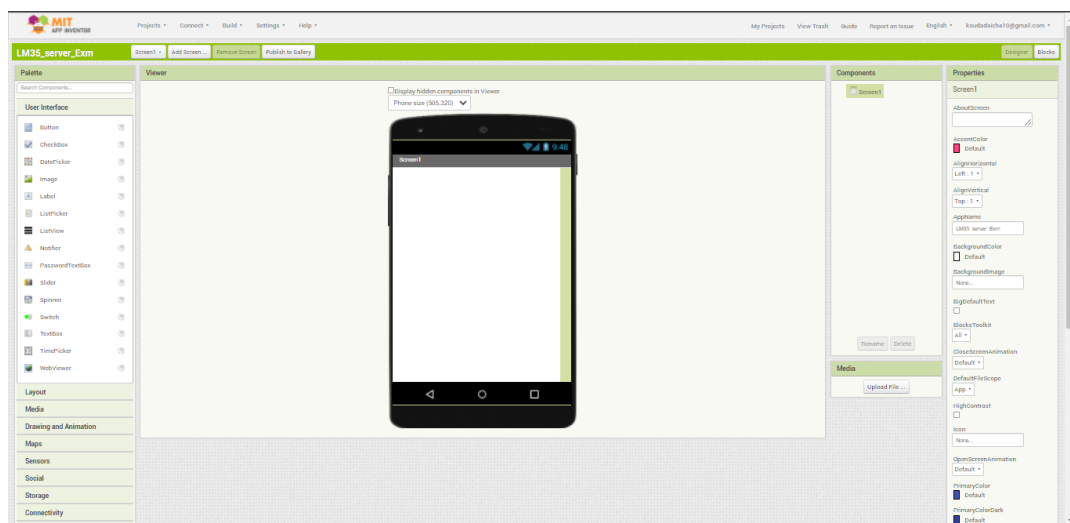 MIT
APP INVENTOR
Projects Connect Build Settings Help My Projects View Trash Guide Report an Issue English koudadaizha10@gmail.com
LM35_server_Exm Screen1 Add Screen ... Remove Screen Publish to Gallery Designer Blocks
Palette
Search Components...
User Interface
Button
CheckBox
DatePicker
Image
Label
ListPicker
ListView
Notifier
PasswordTextBox
Slider
Spinner
Switch
TextBox
TimePicker
WebViewer
Layout
Media
Drawing and Animation
Maps
Sensors
Social
Storage
Connectivity
Viewer
Display hidden components in Viewer
Phone size (505,320)
9:48
Screen1
Components
Screen1
Rename Delete
Media
Upload File ...
Properties
Screen1
AboutScreen
AccentColor
Default
AlignHorizontal
Left : 1
AlignVertical
Top : 1
AppName
LM35_server_Exm
BackgroundColor
Default
BackgroundImage
None...
BigDefaultText
BlocksToolkit
All
CloseScreenAnimation
Default
DefaultFileScope
App
HighContrast
Icon
None...
OpenScreenAnimation
Default
PrimaryColor
Default
PrimaryColorDark
Default